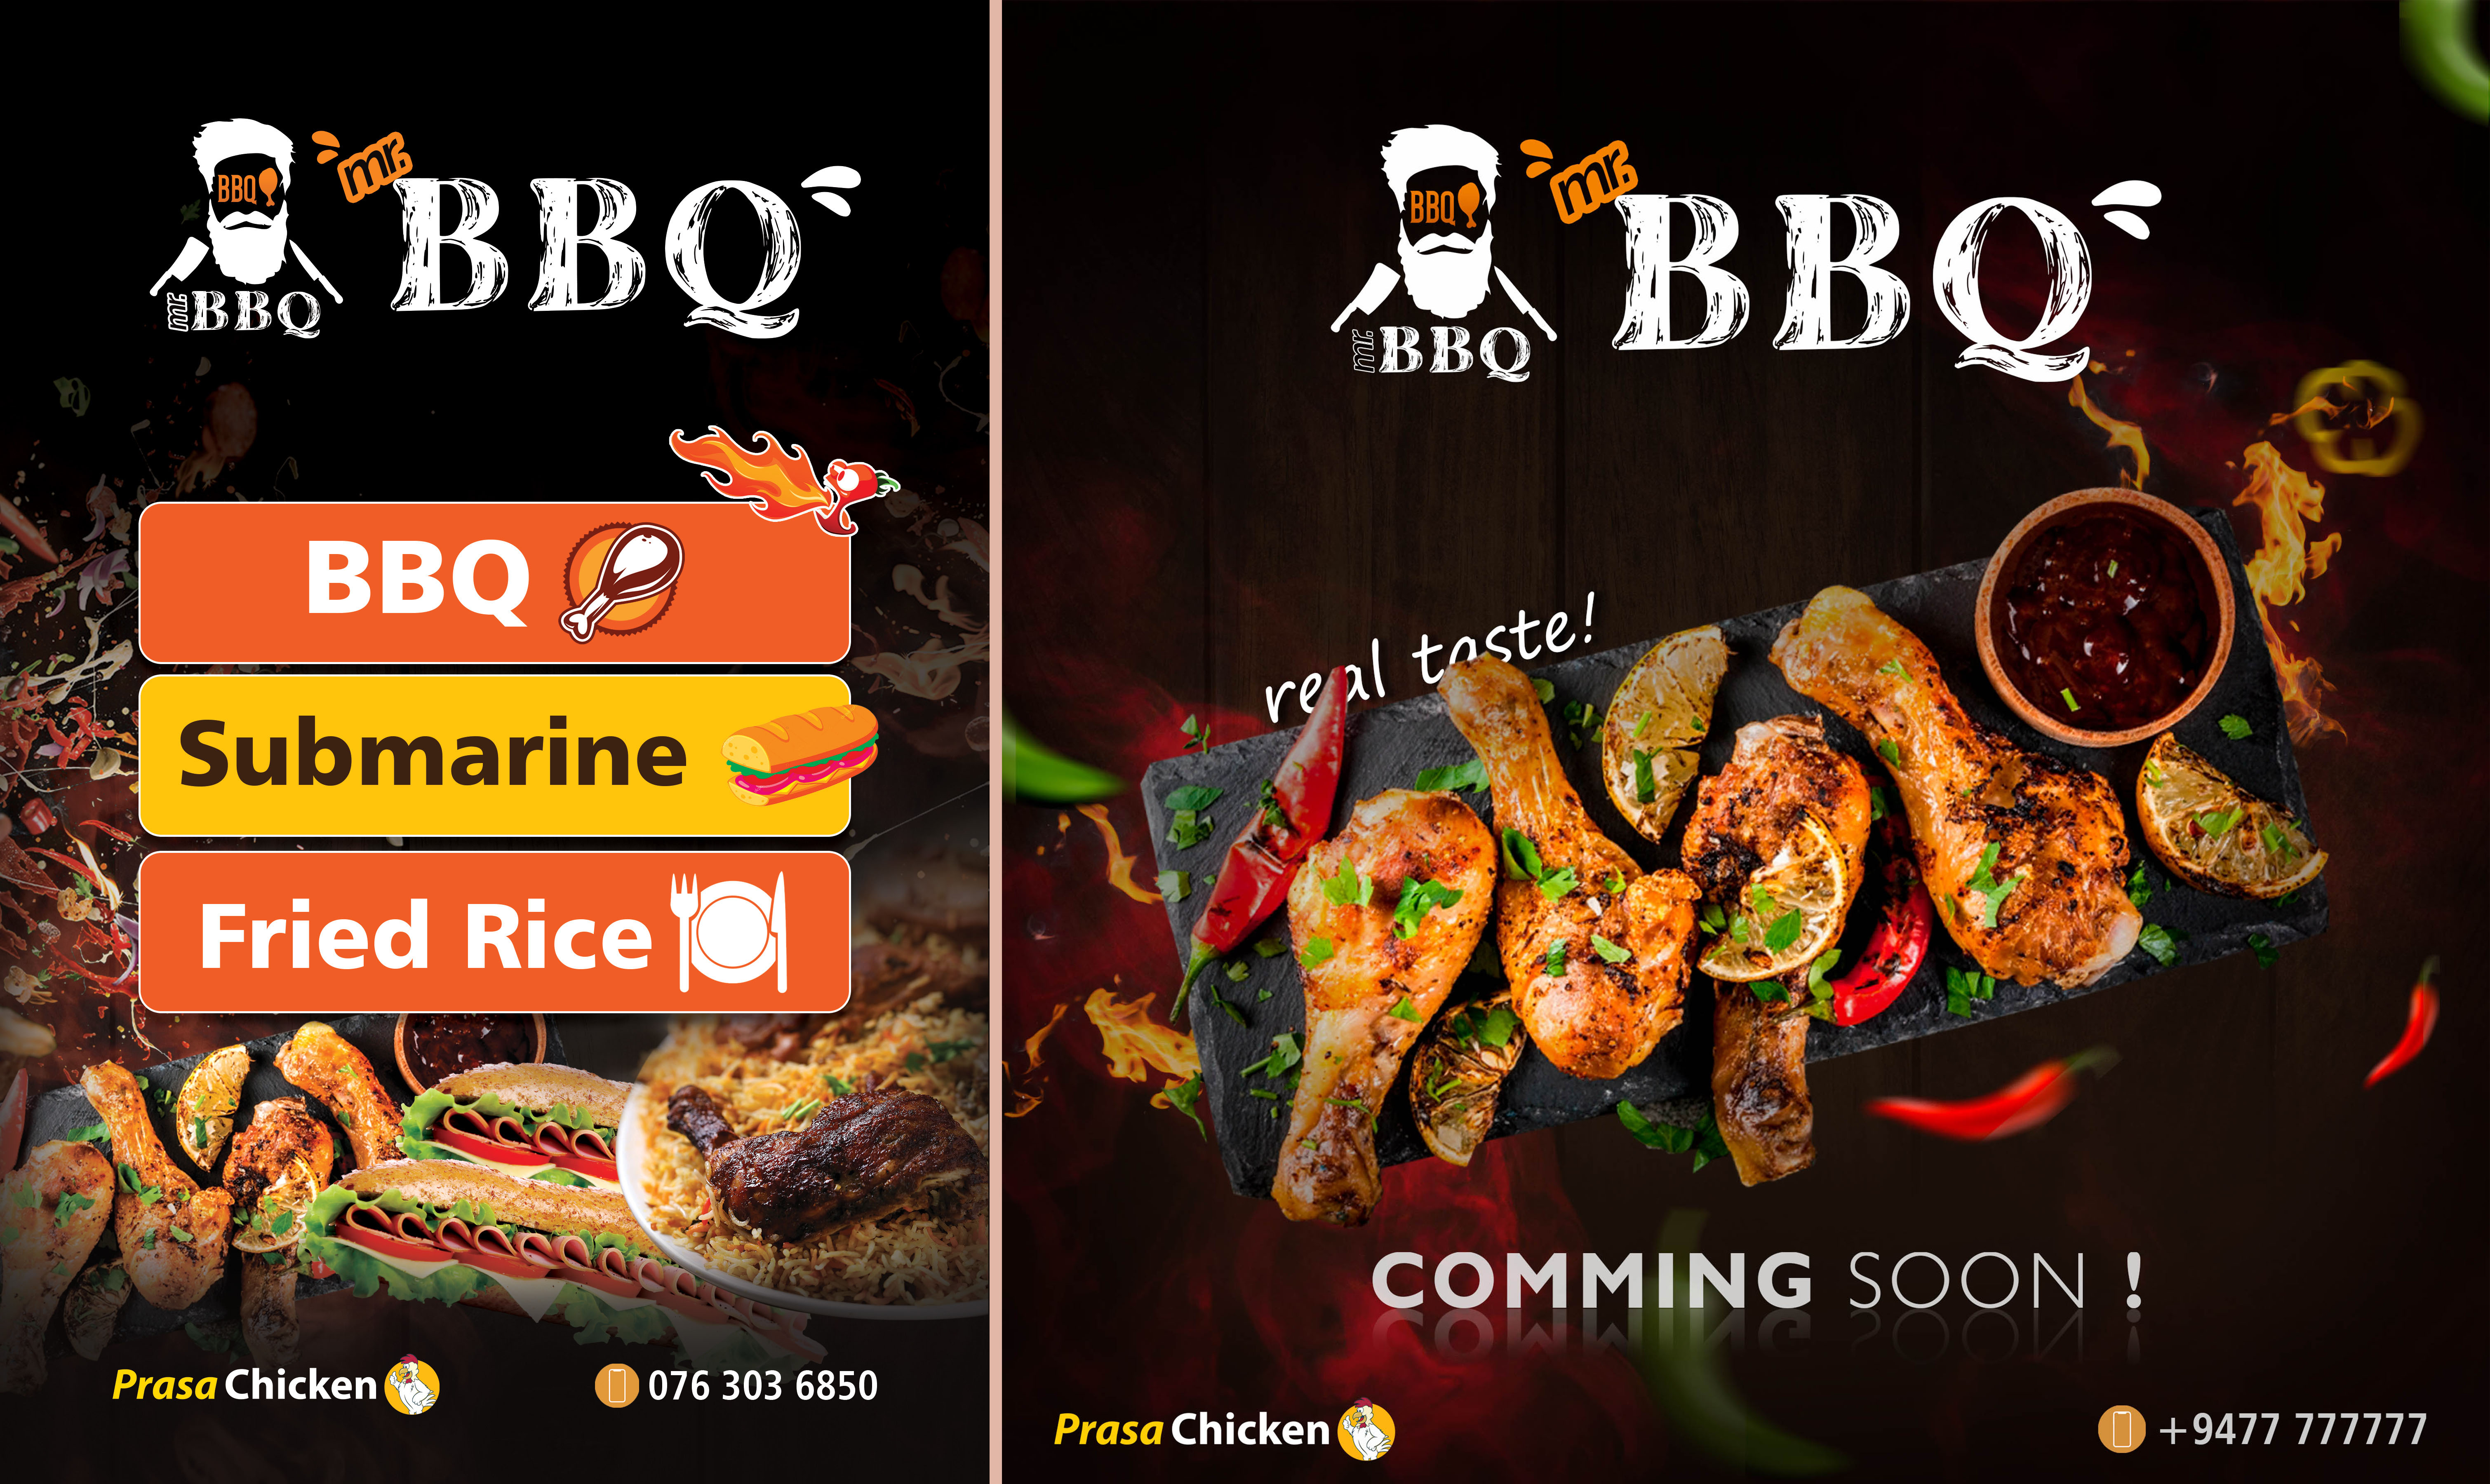 BBQ
mr.
BBQ
mr.
BBQ
BBQ
Submarine
Fried Rice
Prasa Chicken
076 303 6850
BBQ
mr.
BBQ
mr.
BBQ
real taste!
COMMING SOON !
Prasa Chicken
+9477 777777